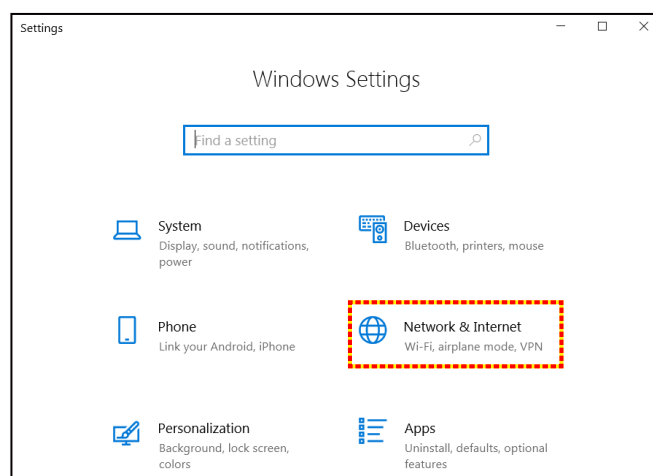 Settings
Windows Settings
Find a setting
System
Display, sound, notifications,
power
Devices
Bluetooth, printers, mouse
Phone
Link your Android, iPhone
Network & Internet
Wi-Fi, airplane mode, VPN
Personalization
Background, lock screen,
colors
Apps
Uninstall, defaults, optional
features